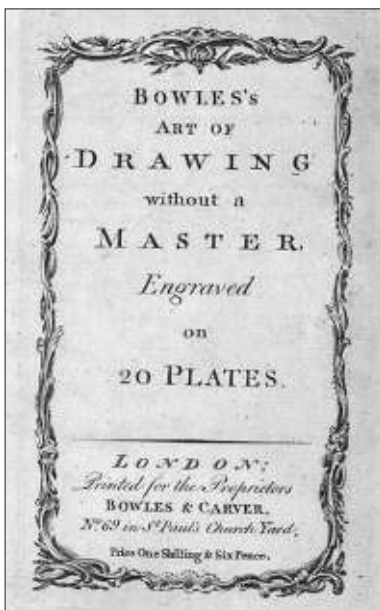 BOWLES'S
ART OF
DRAWING
without a
MASTER.
Engraved
on
20 PLATES.
LONDON:
Printed for the Proprietors
BOWLES & CARVER,
No. 69 in St. Paul's Church Yard.
Price One Shilling & Six Pence.